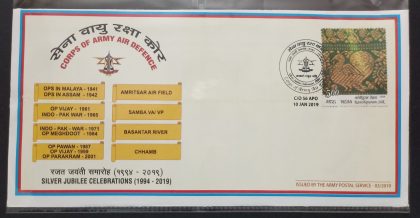 सेना वायु रक्षा कोर
CORPS OF ARMY AIR DEFENCE
OPS IN MALAYA - 1941
OPS IN ASSAM - 1942
OP VIJAY - 1961
INDO - PAK WAR - 1965
INDO - PAK WAR - 1971
OP MEGHDOOT - 1984
OP PAWAN - 1987
OP VIJAY - 1999
OP PARAKRAM - 2001
AMRITSAR AIR FIELD
SAMBA VA/ VP
BASANTAR RIVER
CHHAMB
C/O 56 APO
10 JAN 2019
रजत जयंती समारोह (१९९४ - २०१९)
SILVER JUBILEE CELEBRATIONS (1994 - 2019)
ISSUED BY THE ARMY POSTAL SERVICE - 02/2019